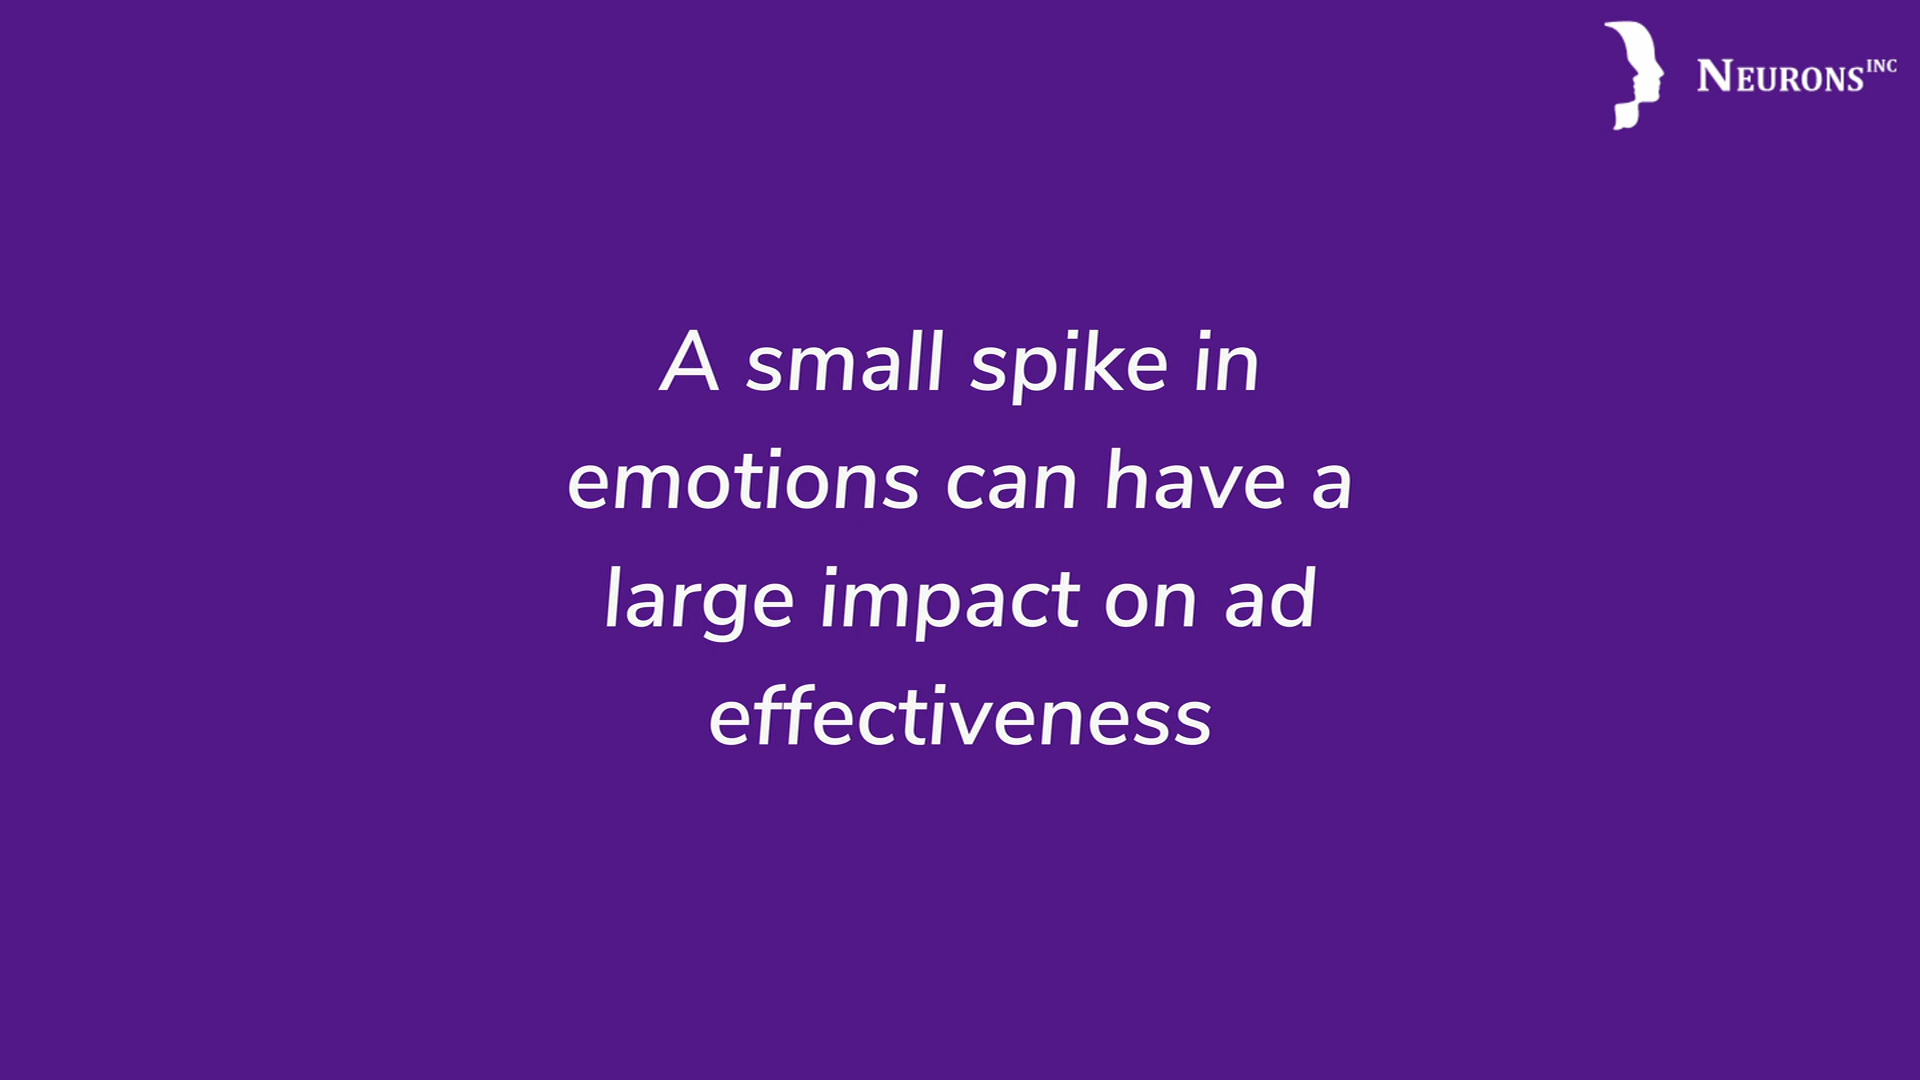 NEURONS INC
A small spike in
emotions can have a
large impact on ad
effectiveness